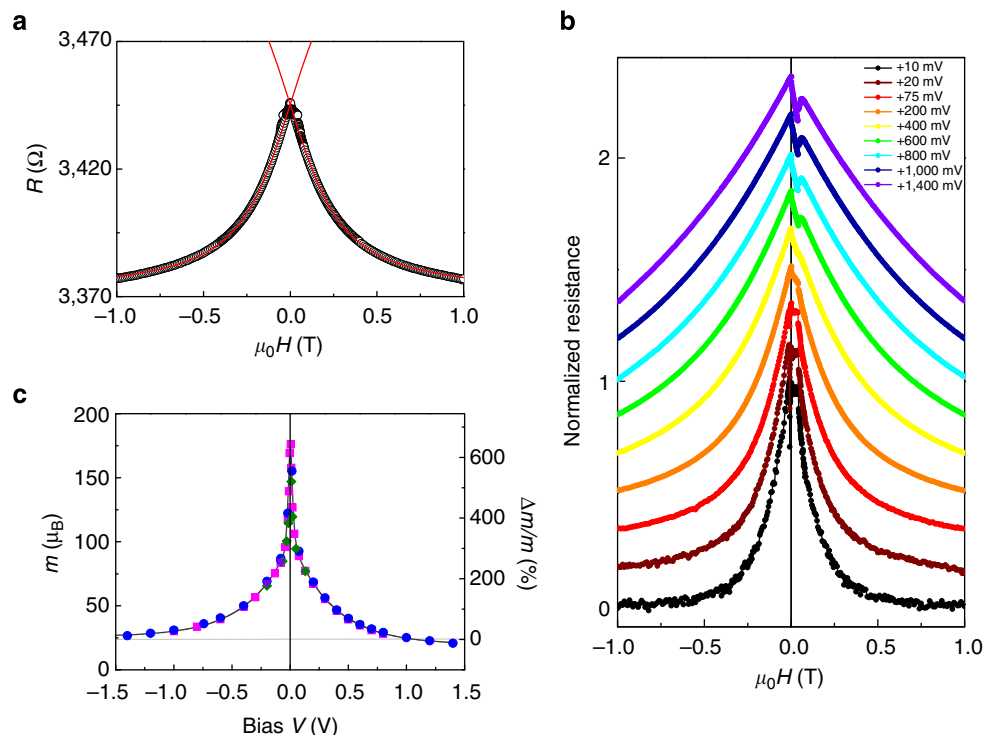 a
3,470
3,420
3,370
R (Ω)
−1.0 −0.5 0.0 0.5 1.0
μ0H (T)
b
+10 mV
+20 mV
+75 mV
+200 mV
+400 mV
+600 mV
+800 mV
+1,000 mV
+1,400 mV
2
1
0
Normalized resistance
−1.0 −0.5 0.0 0.5 1.0
μ0H (T)
c
200
175
150
125
100
75
50
25
0
m (μB)
600
400
200
0
Δm/m (%)
−1.5 −1.0 −0.5 0.0 0.5 1.0 1.5
Bias V (V)